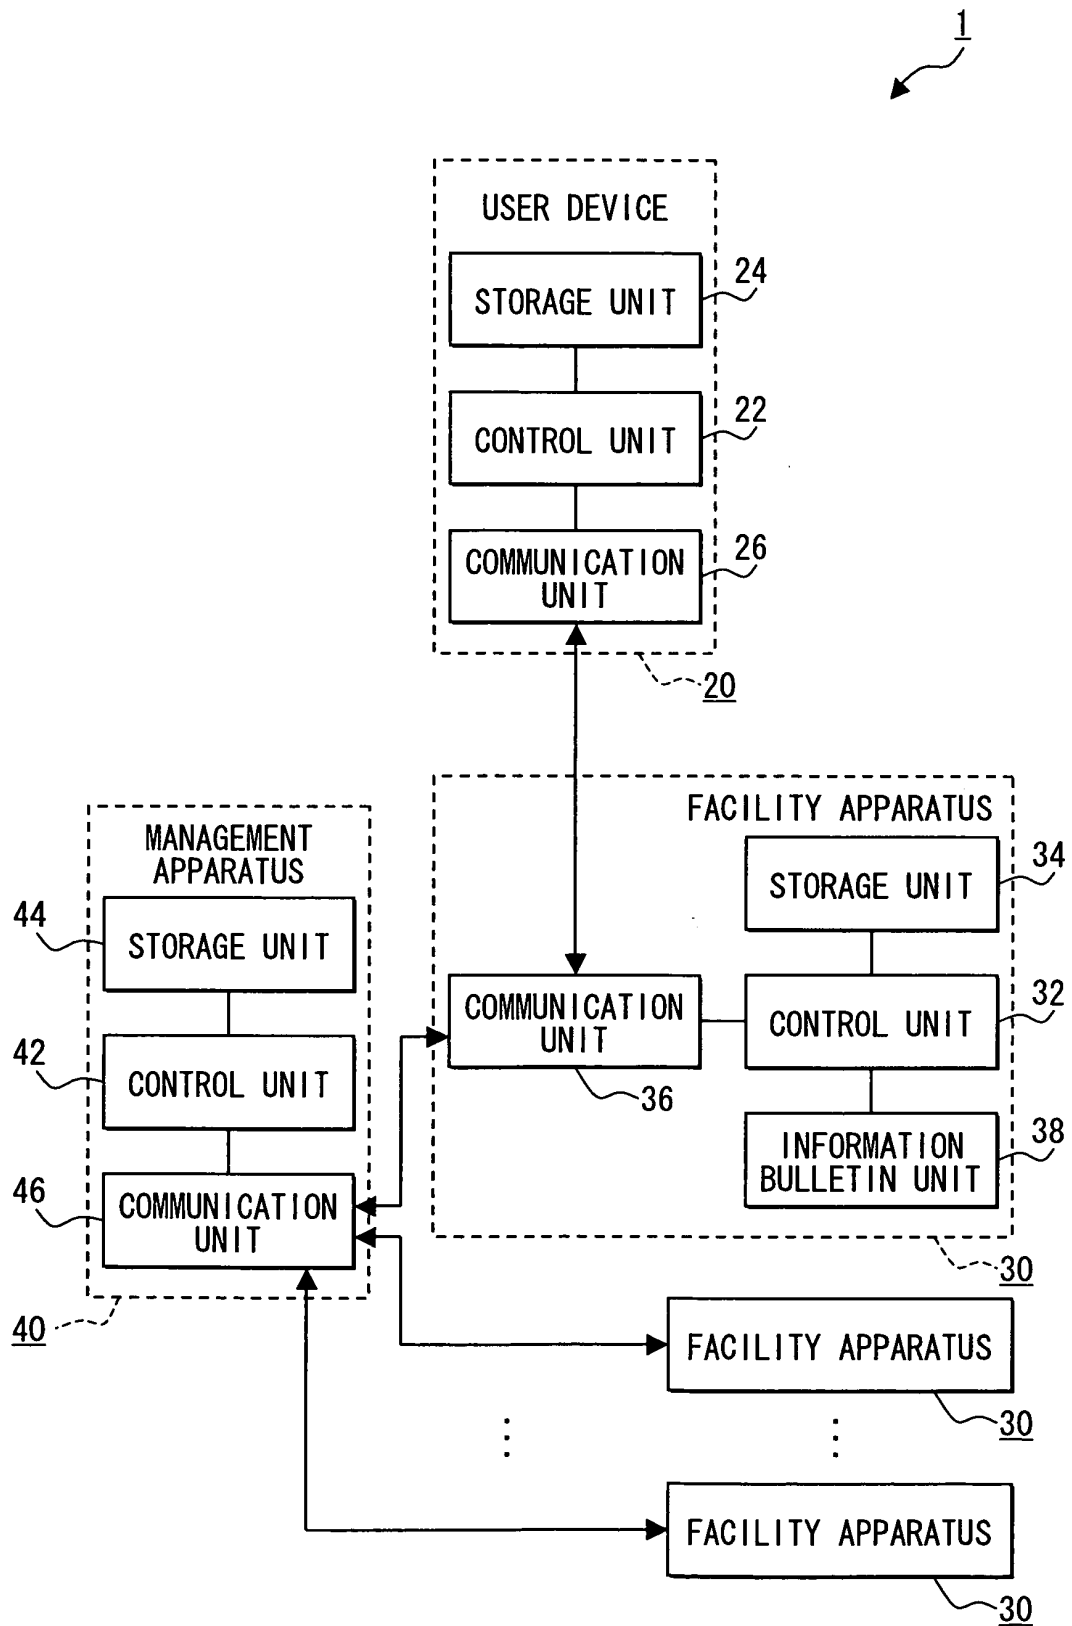 1
USER DEVICE
STORAGE UNIT
24
CONTROL UNIT
22
COMMUNICATION
UNIT
26
20
MANAGEMENT
APPARATUS
44
STORAGE UNIT
42
CONTROL UNIT
46
COMMUNICATION
UNIT
40
FACILITY APPARATUS
STORAGE UNIT
34
COMMUNICATION
UNIT
36
CONTROL UNIT
32
INFORMATION
BULLETIN UNIT
38
30
FACILITY APPARATUS
30
FACILITY APPARATUS
30